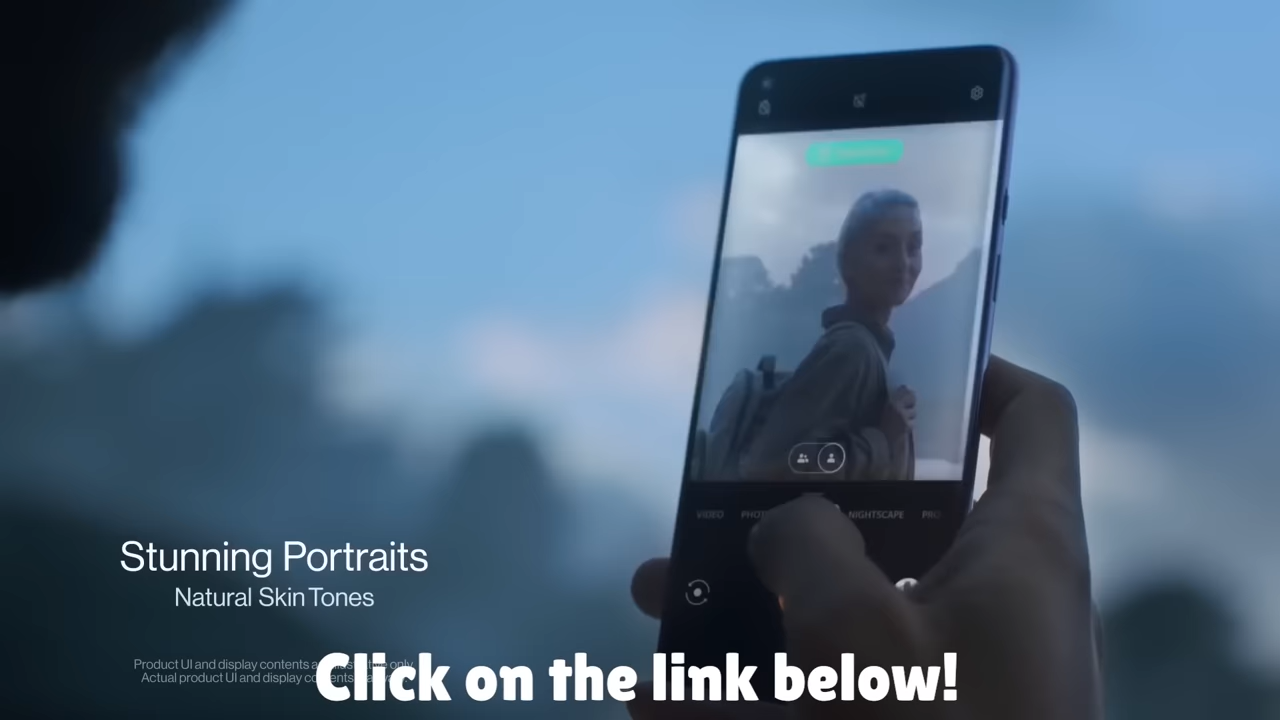 VIDEO NIGHTSCAPE PRO
Stunning Portraits
Natural Skin Tones
Product UI and display contents only
Actual product UI and display
Click on the link below!